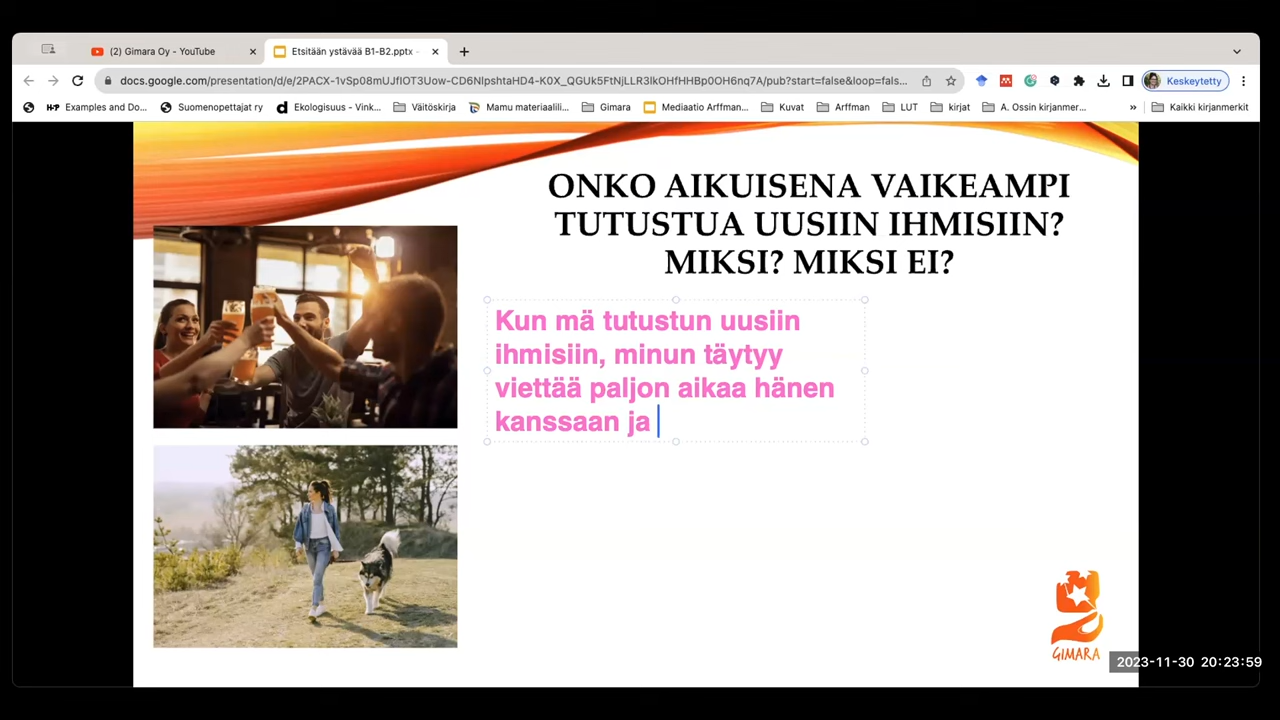 (2) Gimara Oy - YouTube
Etsitään ystävää B1-B2.pptx -
docs.google.com/presentation/d/e/2PACX-1vSp08mUJflOT3Uow-CD6NlpshtaHD4-K0X_QGUk5FtNjLLR3lkOHfHHBp0OH6nq7A/pub?start=false&loop=fals...
Keskeytetty
Examples and Do...
Suomenopettajat ry
Ekologisuus - Vink...
Väitöskirja
Mamu materiaalil...
Gimara
Mediaatio Arffman...
Kuvat
Arffman
LUT
kirjat
A. Ossin kirjanmer...
»
Kaikki kirjanmerkit
ONKO AIKUISENA VAIKEAMPI
TUTUSTUA UUSIIN IHMISIIN?
MIKSI? MIKSI EI?
Kun mä tutustun uusiin
ihmisiin, minun täytyy
viettää paljon aikaa hänen
kanssaan ja
GIMARA
2023-11-30 20:23:59